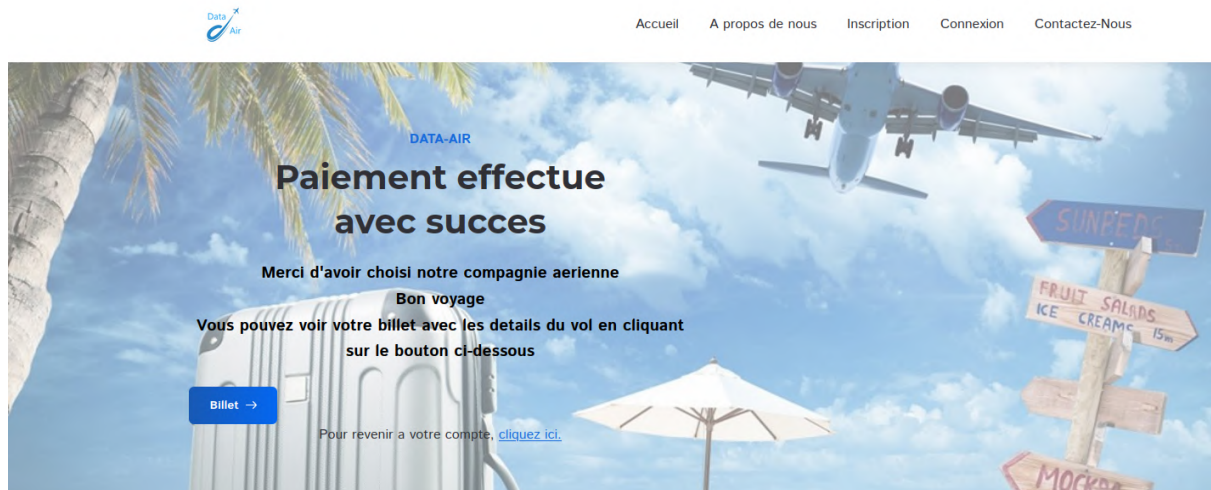 Data
Air
Accueil A propos de nous Inscription Connexion Contactez-Nous
DATA-AIR
Paiement effectue
avec succes
Merci d'avoir choisi notre compagnie aerienne
Bon voyage
Vous pouvez voir votre billet avec les details du vol en cliquant
sur le bouton ci-dessous
Billet →
Pour revenir a votre compte, cliquez ici.
SUNBEDS
FRUIT SALADS
ICE CREAMS 15m